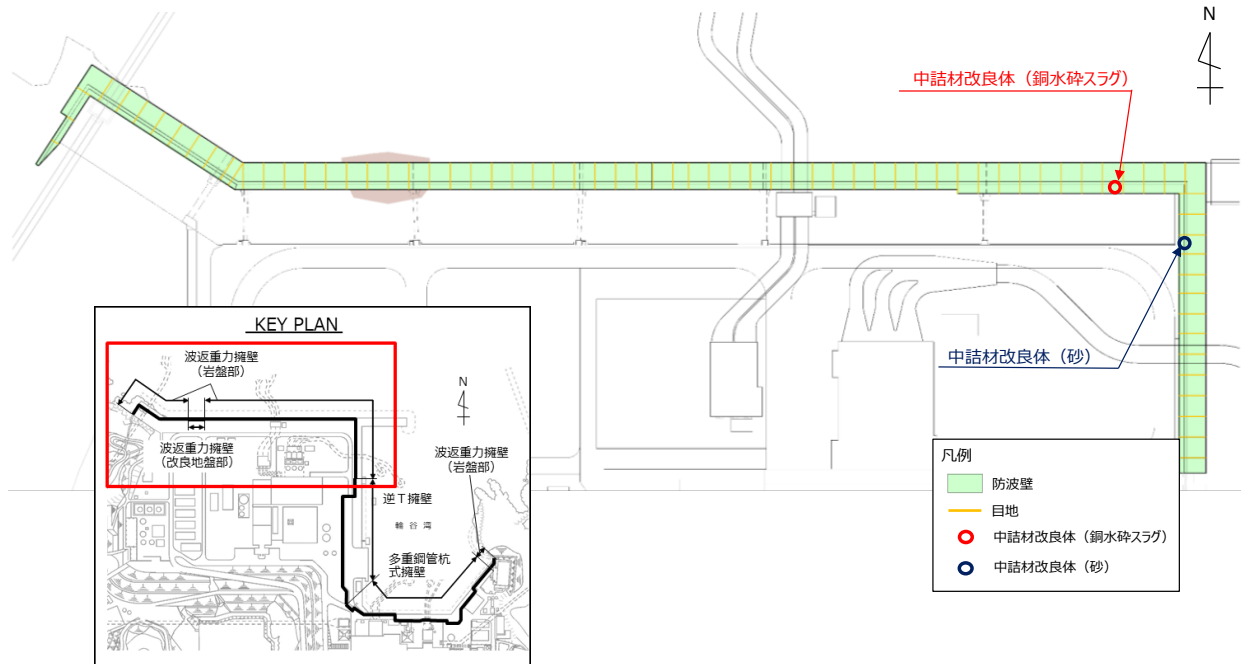 N
中詰材改良体（銅水砕スラグ）
中詰材改良体（砂）
KEY PLAN
波返重力擁壁
（岩盤部）
N
波返重力擁壁
（改良地盤部）
波返重力擁壁
（岩盤部）
逆Ｔ擁壁
輪谷湾
多重鋼管杭
式擁壁
凡例
防波壁
目地
中詰材改良体（銅水砕スラグ）
中詰材改良体（砂）